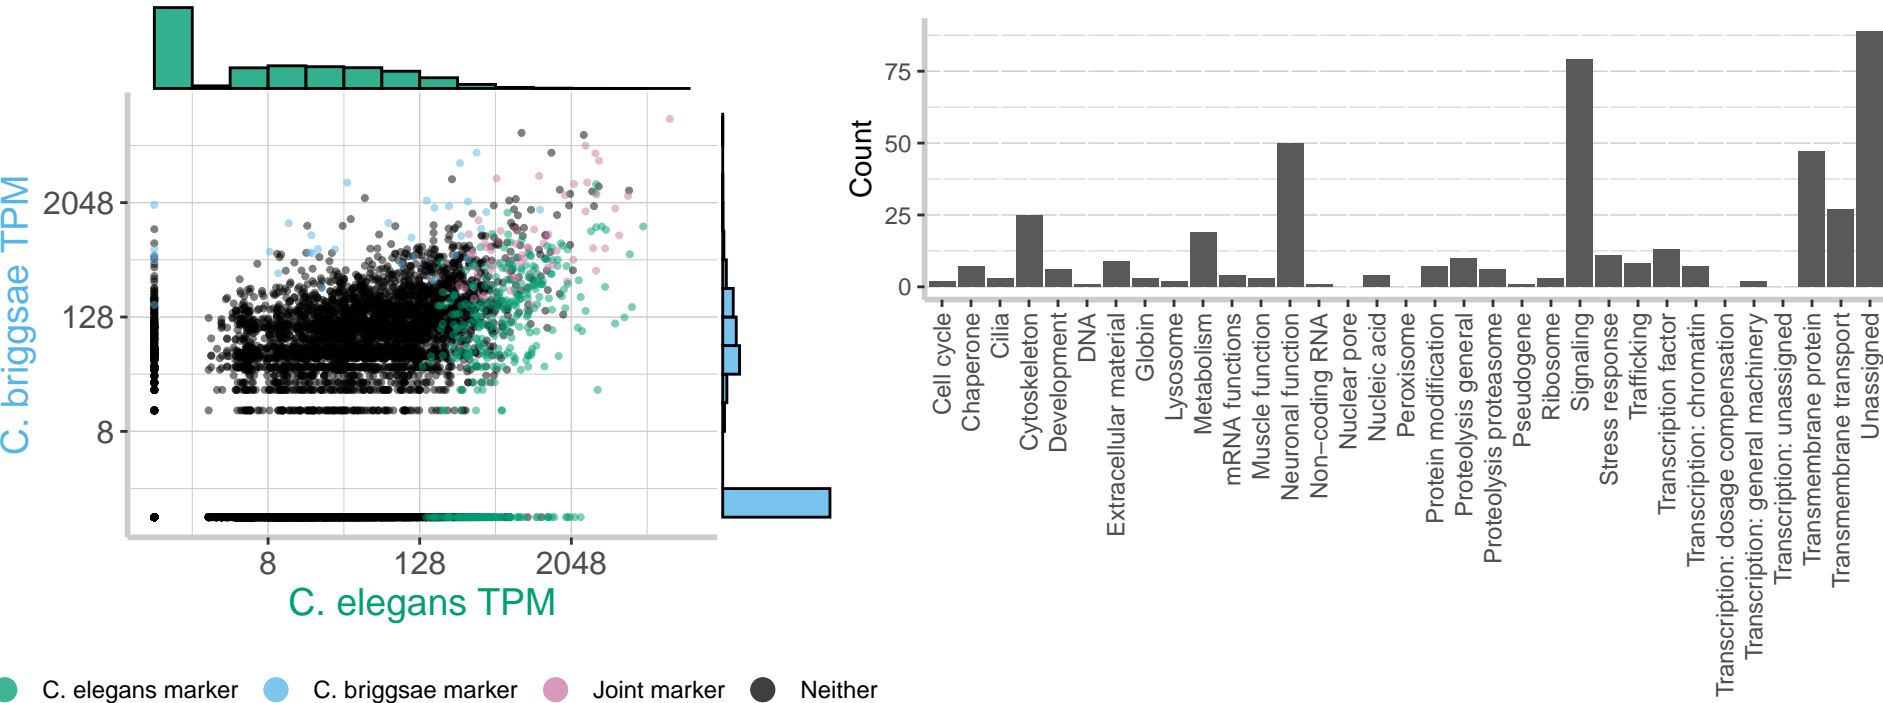 C. briggsae TPM
2048
128
8
8
128
2048
C. elegans TPM
C. elegans marker
C. briggsae marker
Joint marker
Neither
Count
75
50
25
0
Cell cycle
Chaperone
Cilia
Cytoskeleton
Development
DNA
Extracellular material
Globin
Lysosome
Metabolism
mRNA functions
Muscle function
Neuronal function
Non−coding RNA
Nuclear pore
Nucleic acid
Peroxisome
Protein modification
Proteolysis general
Proteolysis proteasome
Pseudogene
Ribosome
Signaling
Stress response
Trafficking
Transcription factor
Transcription: chromatin
Transcription: dosage compensation
Transcription: general machinery
Transcription: unassigned
Transmembrane protein
Transmembrane transport
Unassigned